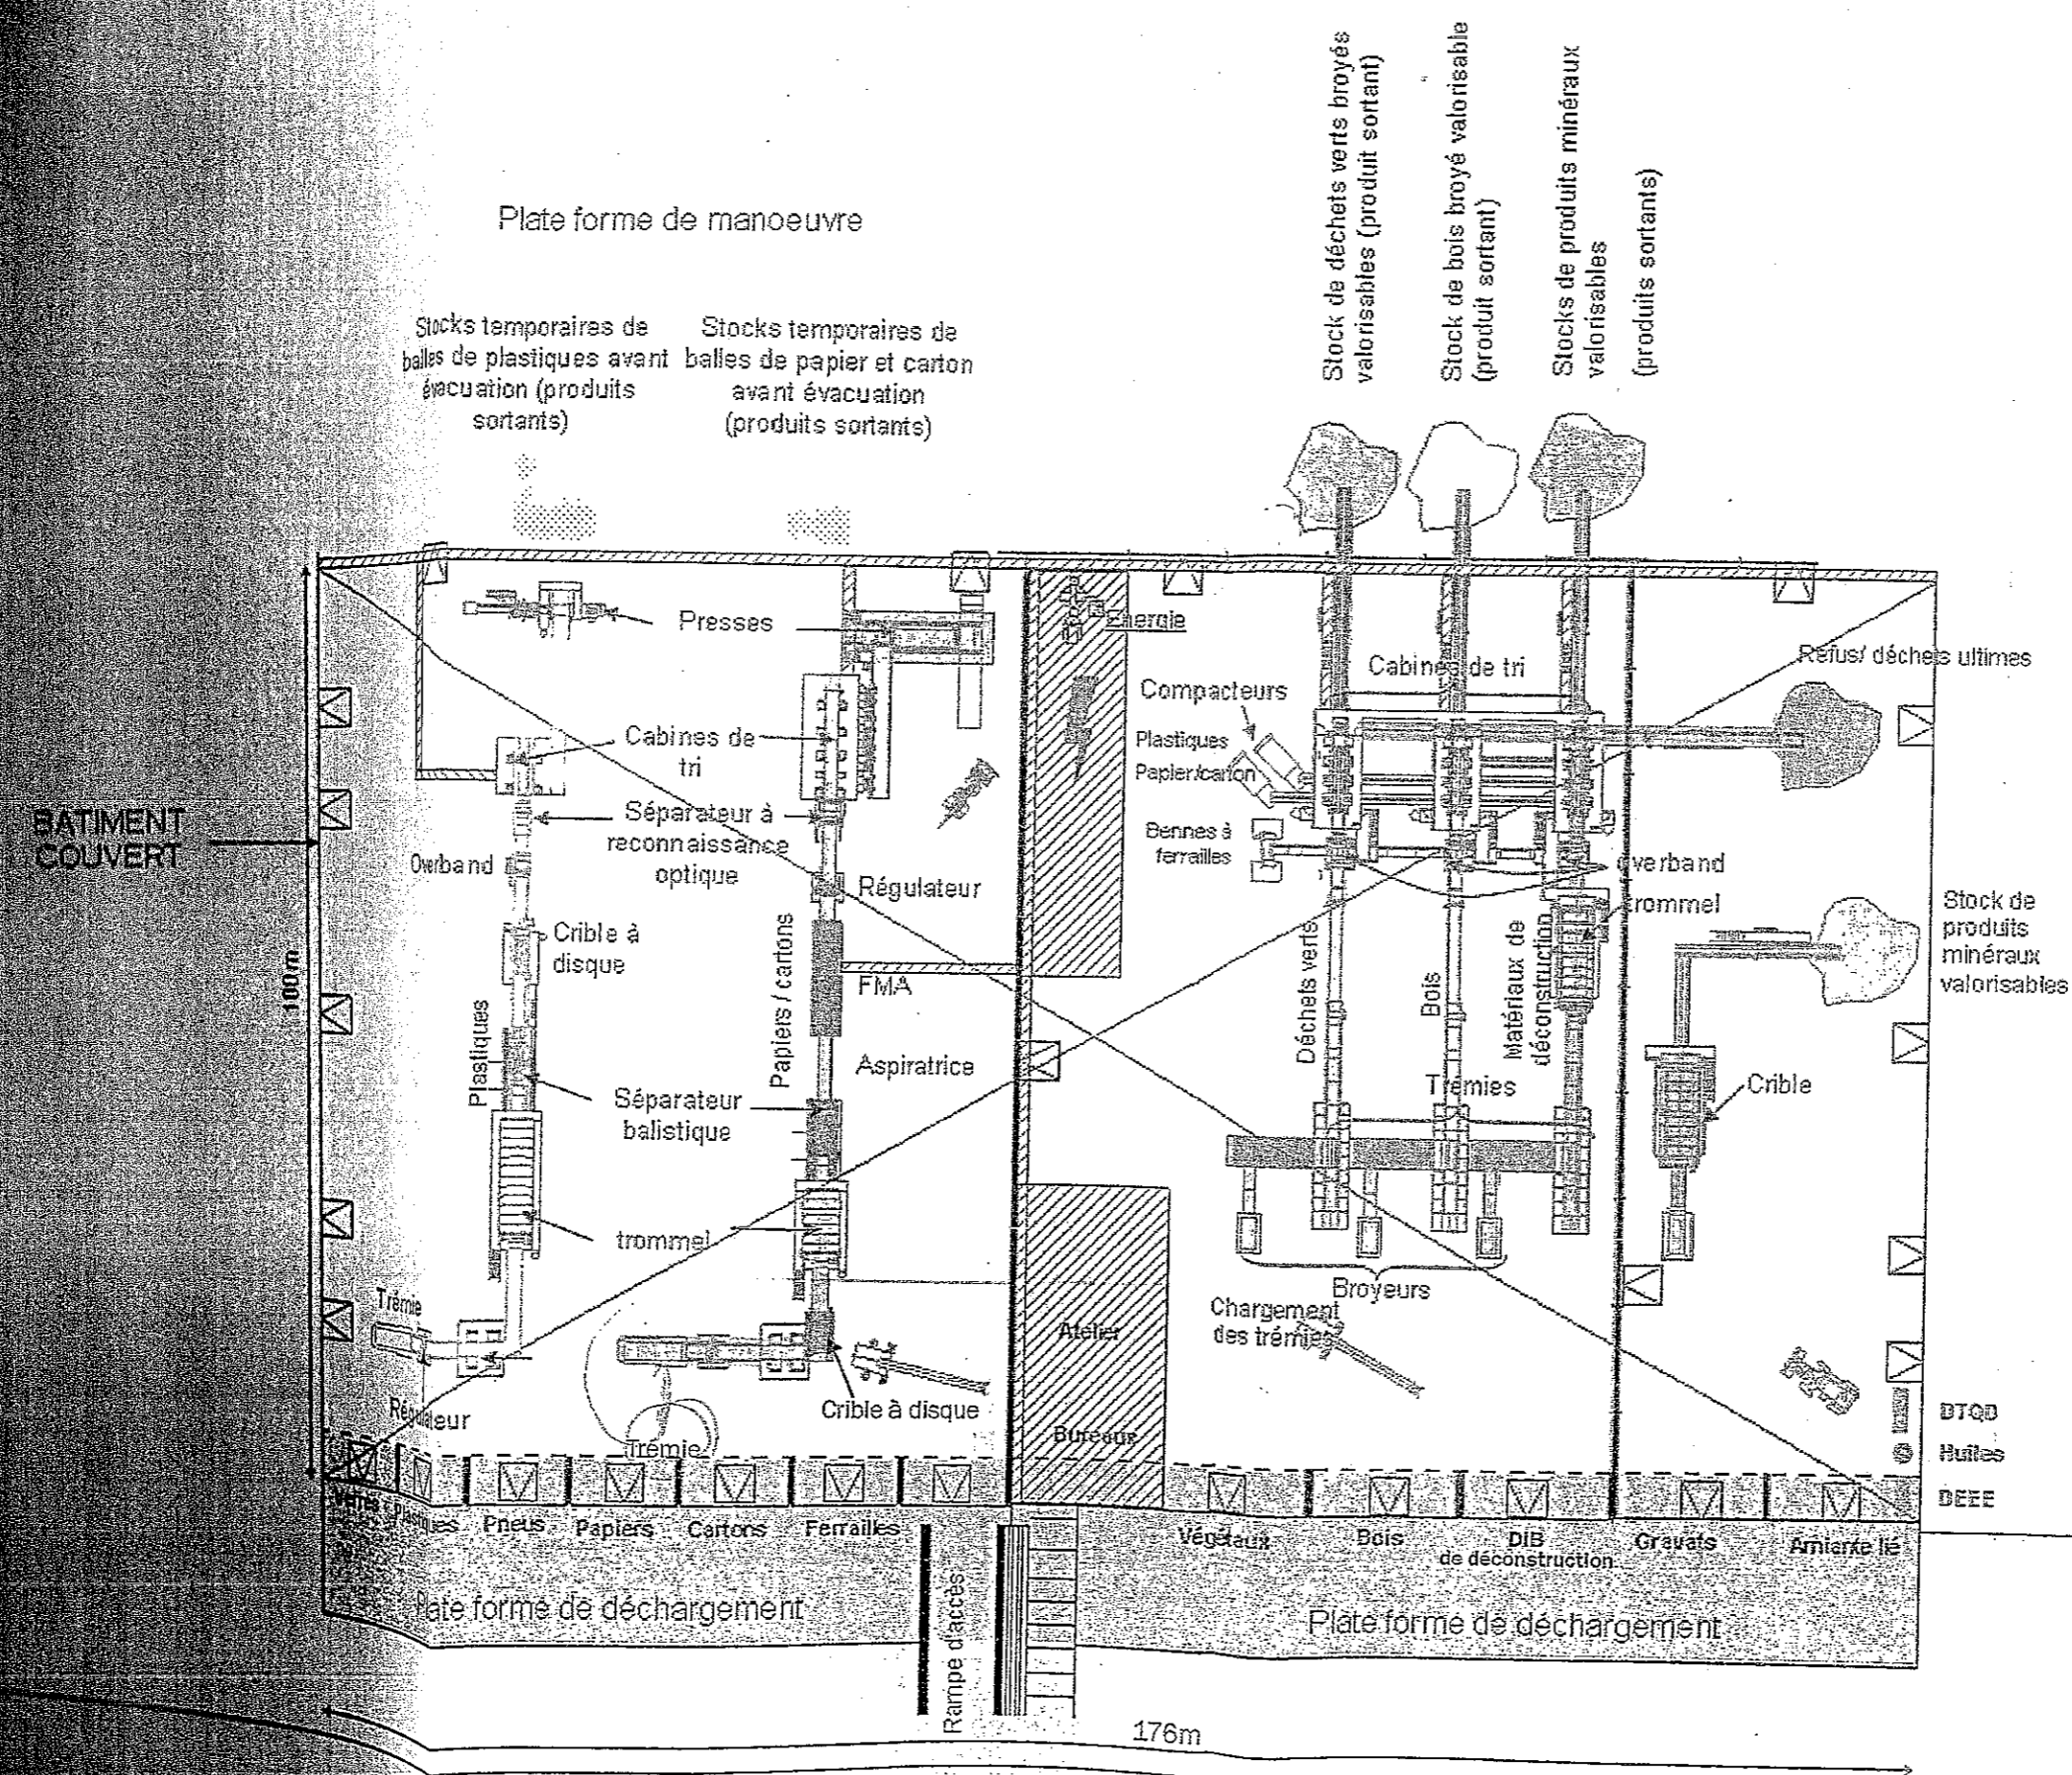 Stock de déchets verts broyés
valorisables (produit sortant)
Stock de bois broyé valorisable
(produit sortant)
Stocks de produits minéraux
valorisables
(produits sortants)
Plate forme de manoeuvre
Stocks temporaires de
balles de plastiques avant
évacuation (produits
sortants)
Stocks temporaires de
balles de papier et carton
avant évacuation
(produits sortants)
Presses
Energie
Cabines de tri
Refus/ déchets ultimes
Compacteurs
Plastiques
Papier/carton
Cabines de
tri
BATIMENT
COUVERT
Séparateur à
reconnaissance
optique
Bennes à
ferrailles
Overband
overband
Régulateur
trommel
Stock de
produits
minéraux
valorisables
Crible à
disque
100m
FMA
Plastiques
Papiers / cartons
Déchets verts
Bois
Matériaux de
déconstruction
Aspiratrice
Trémies
Crible
Séparateur
balistique
trommel
Broyeurs
Trémie
Chargement
des trémies
Atelier
Régulateur
Crible à disque
Trémie
Bureaux
DTQD
Huiles
DEEE
Verres
Plastiques
Pneus
Papiers
Cartons
Ferrailles
Végétaux
Bois
DIB
de déconstruction
Gravats
Amiante lié
Plate forme de déchargement
Rampe d'accès
Plate forme de déchargement
176m